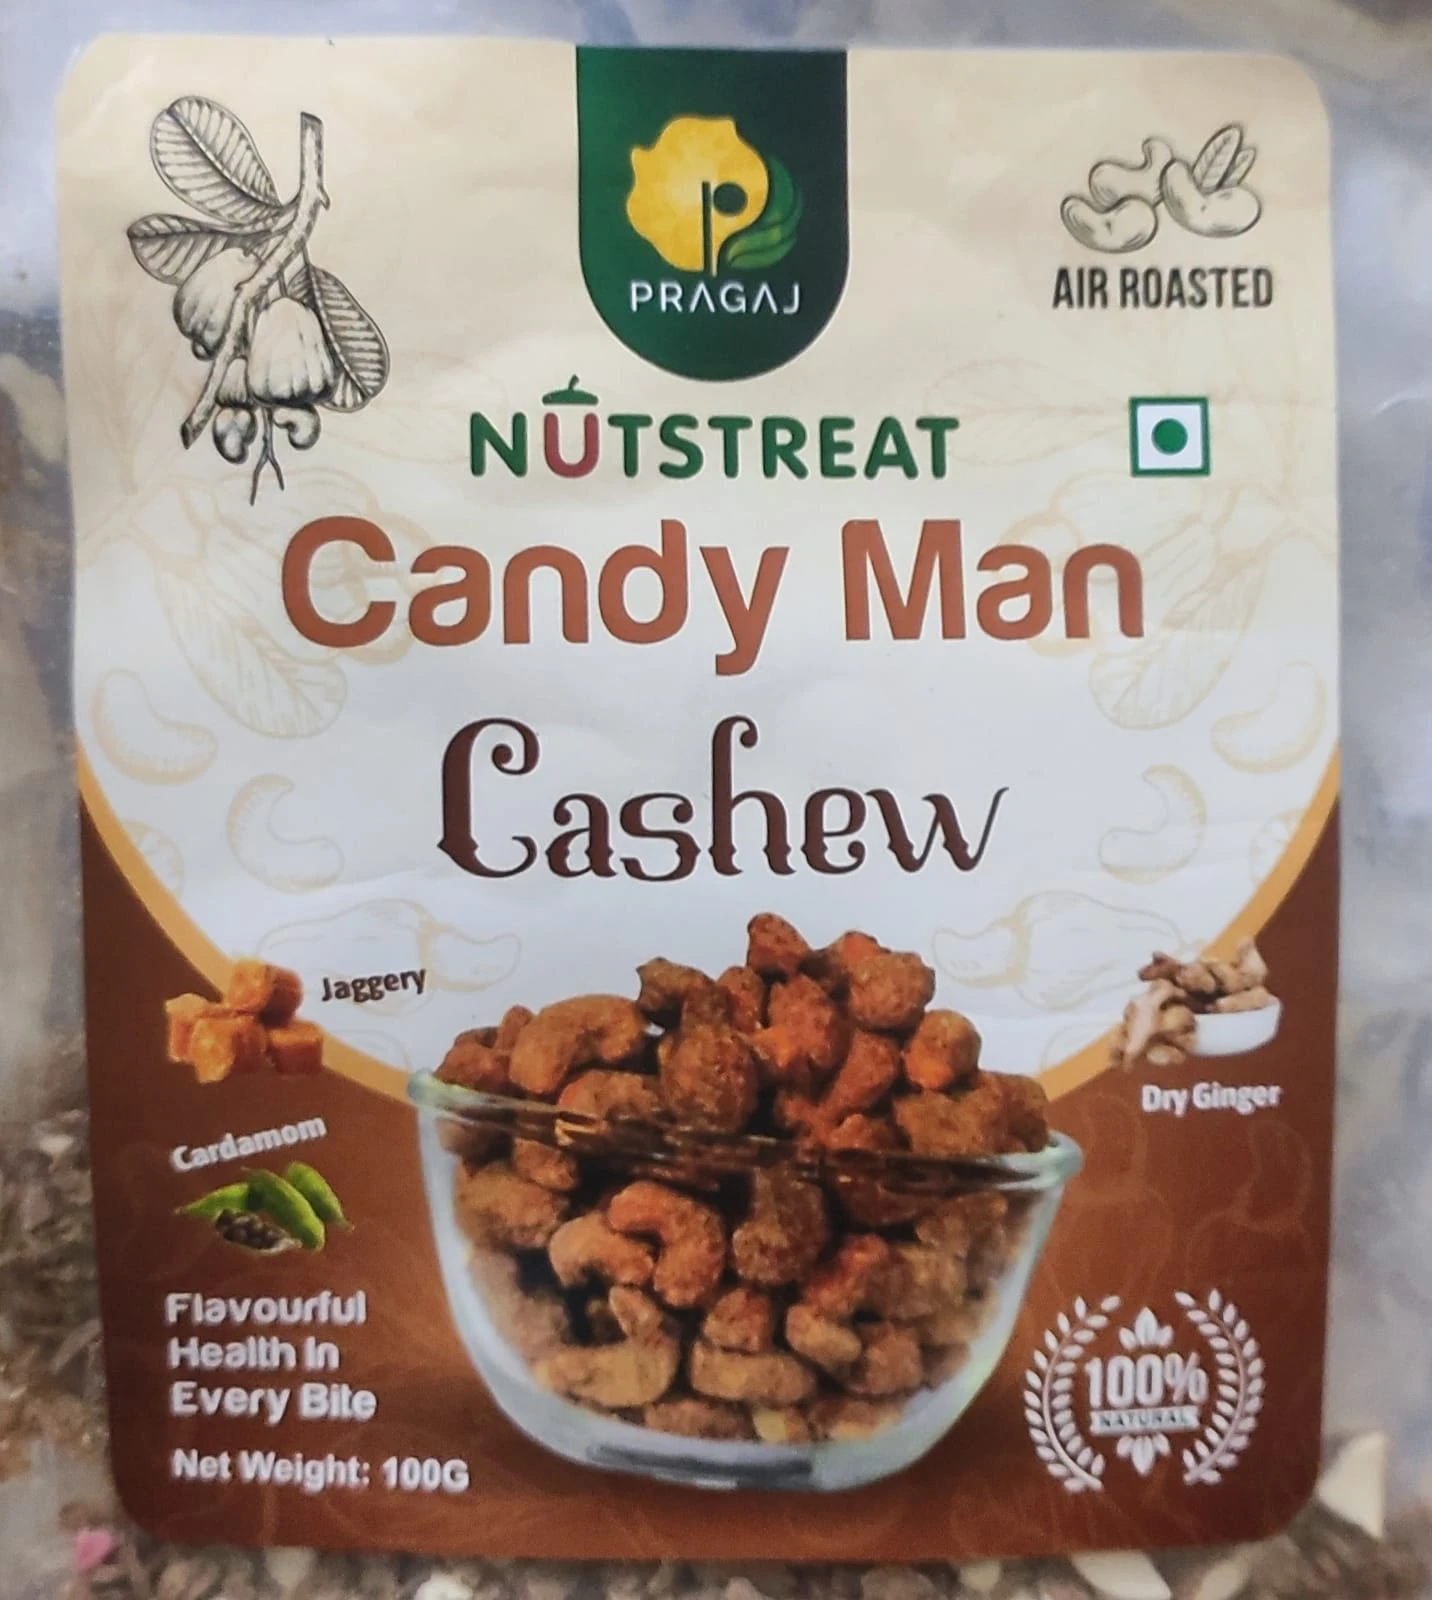 PRAGAJ
AIR ROASTED
NUTSTREAT
Candy Man
Cashew
Jaggery
Cardamom
Dry Ginger
Flavourful
Health In
Every Bite
Net Weight: 100G
100%
NATURAL